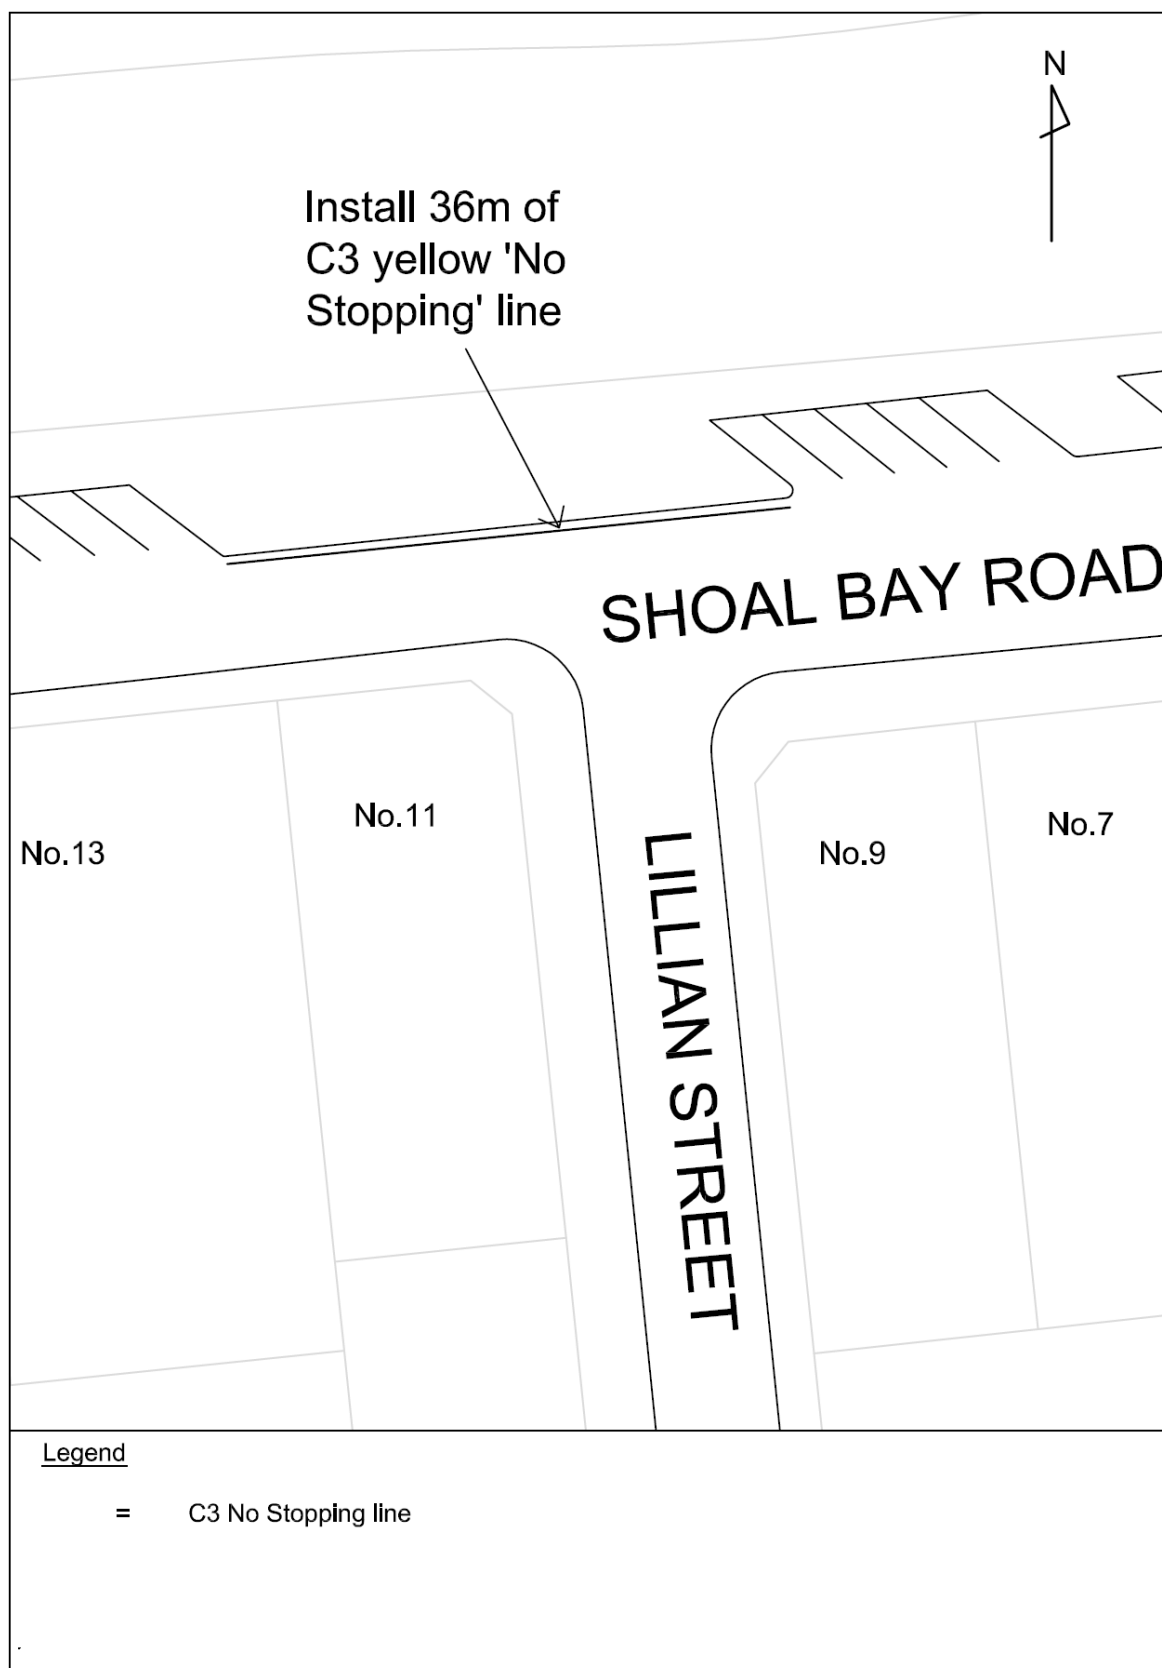 N
Install 36m of
C3 yellow 'No
Stopping' line
SHOAL BAY ROAD
No.11
No.13
No.9
No.7
LILLIAN STREET
Legend
= C3 No Stopping line